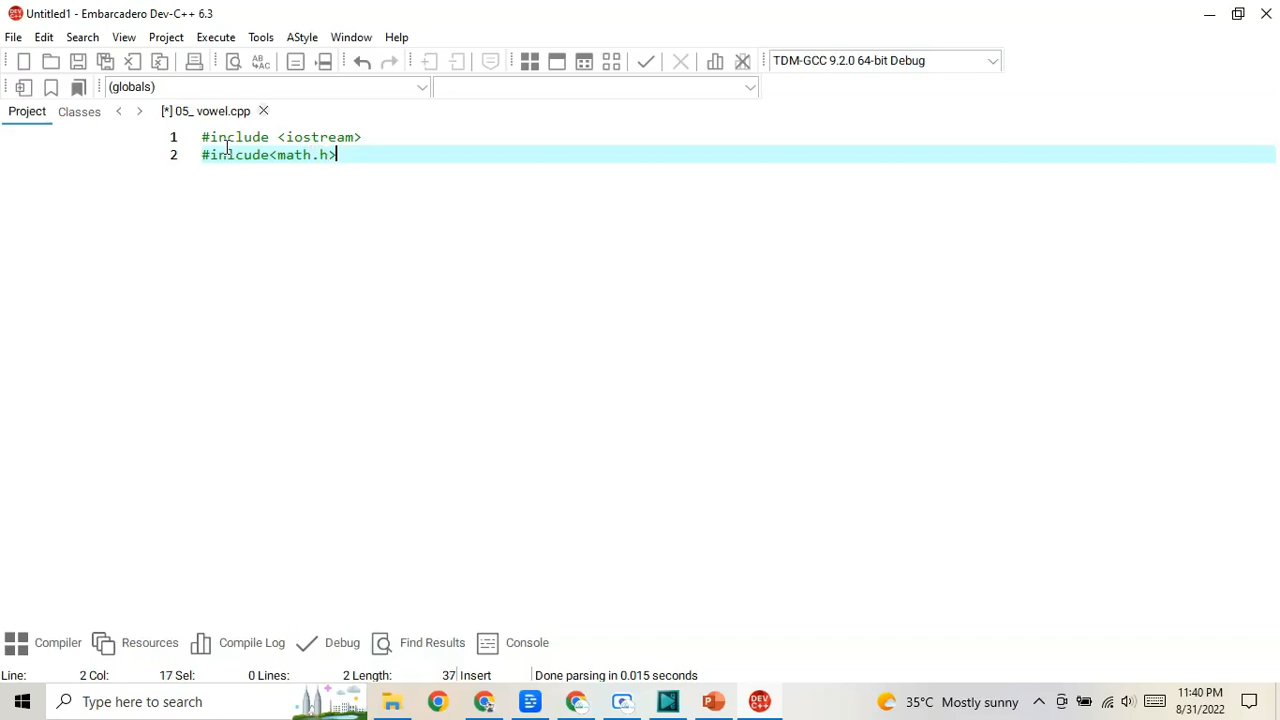 Untitled1 - Embarcadero Dev-C++ 6.3
File Edit Search View Project Execute Tools AStyle Window Help
TDM-GCC 9.2.0 64-bit Debug
(globals)
Project Classes [*] 05_ vowel.cpp
1 #include <iostream>
2 #inicude<math.h>
Compiler Resources Compile Log Debug Find Results Console
Line: 2 Col: 17 Sel: 0 Lines: 2 Length: 37 Insert Done parsing in 0.015 seconds
Type here to search
35°C Mostly sunny
11:40 PM
8/31/2022